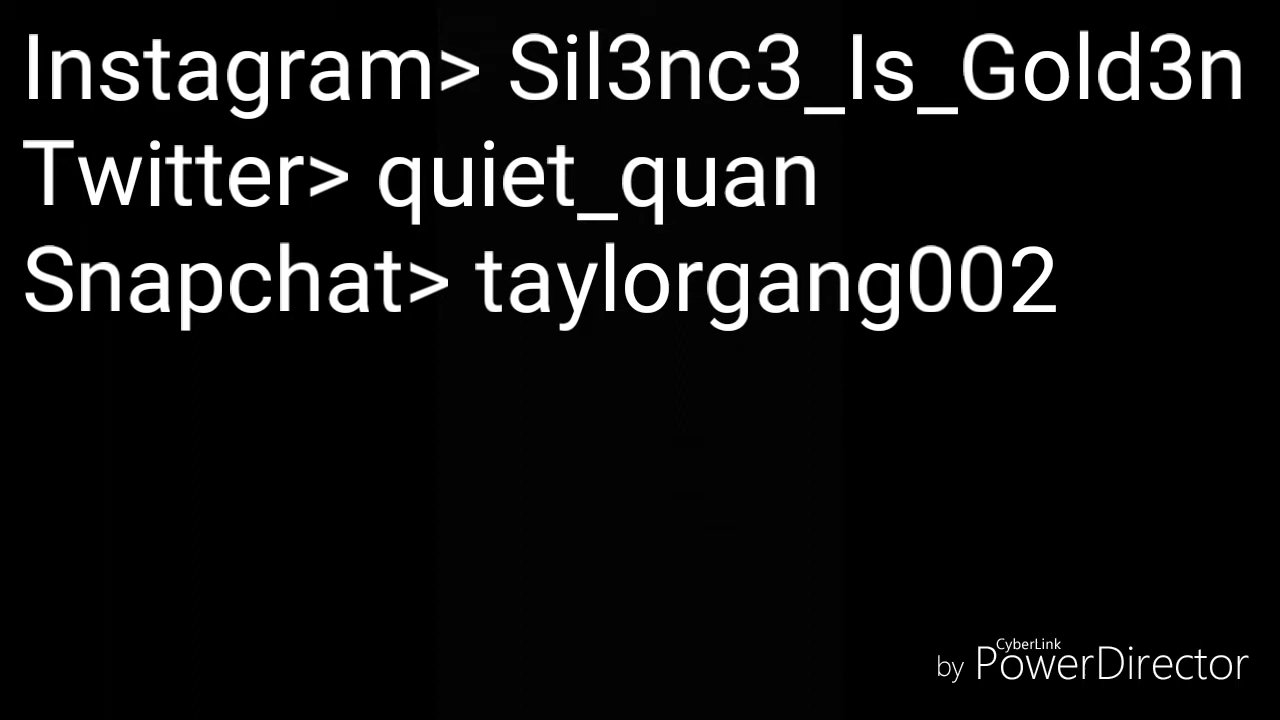 Instagram> Sil3nc3_Is_Gold3n
Twitter> quiet_quan
Snapchat> taylorgang002
CyberLink
by PowerDirector